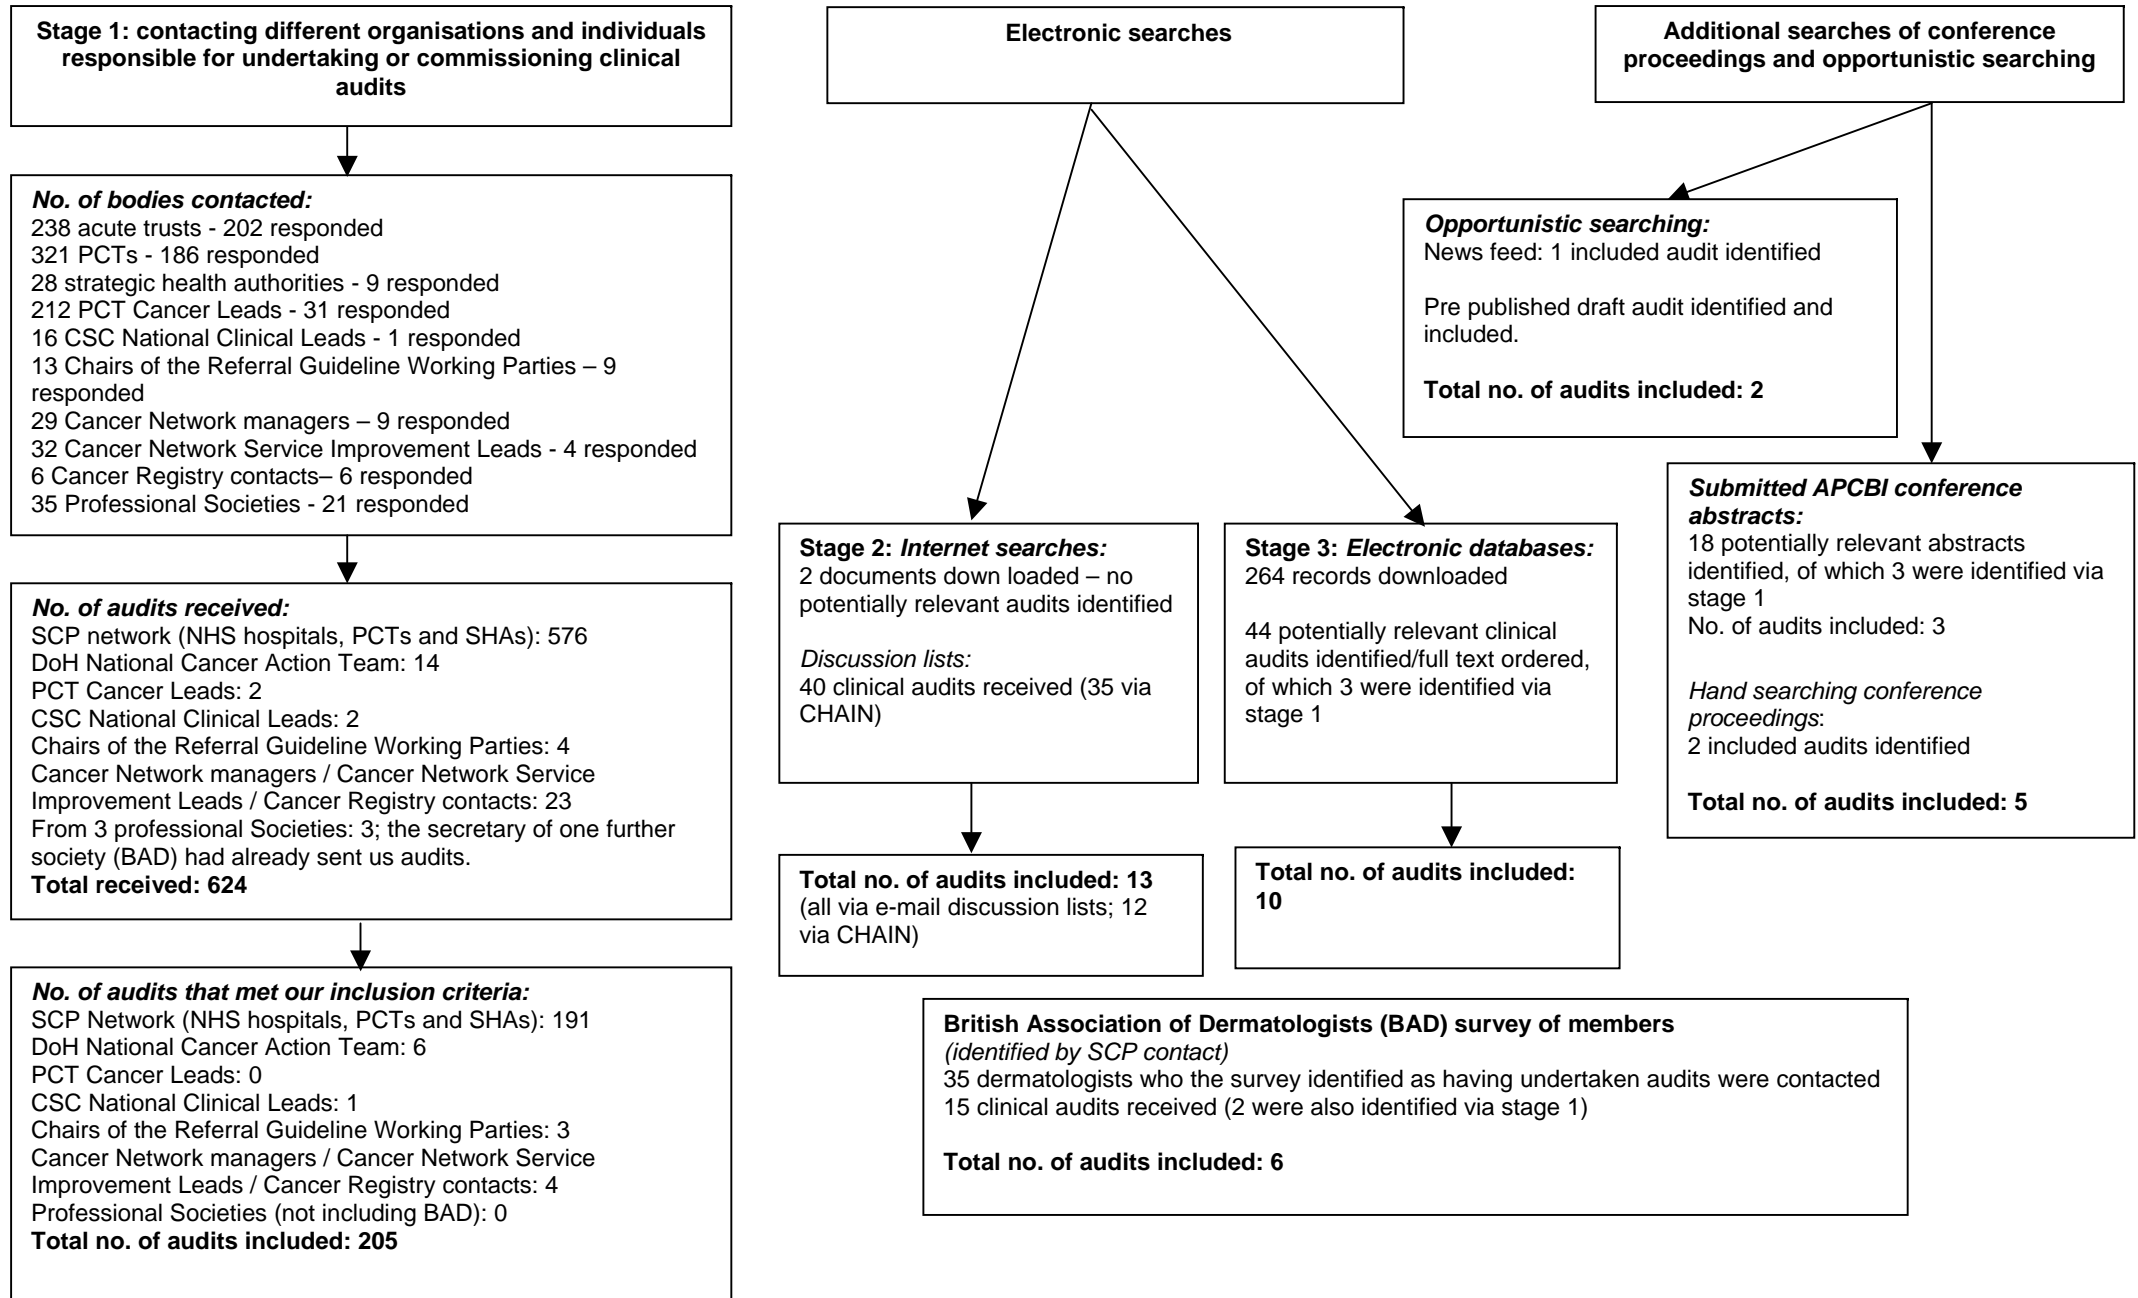 Stage 1: contacting different organisations and individuals
responsible for undertaking or commissioning clinical
audits
No. of bodies contacted:
238 acute trusts - 202 responded
321 PCTs - 186 responded
28 strategic health authorities - 9 responded
212 PCT Cancer Leads - 31 responded
16 CSC National Clinical Leads - 1 responded
13 Chairs of the Referral Guideline Working Parties – 9
responded
29 Cancer Network managers – 9 responded
32 Cancer Network Service Improvement Leads - 4 responded
6 Cancer Registry contacts– 6 responded
35 Professional Societies - 21 responded
No. of audits received:
SCP network (NHS hospitals, PCTs and SHAs): 576
DoH National Cancer Action Team: 14
PCT Cancer Leads: 2
CSC National Clinical Leads: 2
Chairs of the Referral Guideline Working Parties: 4
Cancer Network managers / Cancer Network Service
Improvement Leads / Cancer Registry contacts: 23
From 3 professional Societies: 3; the secretary of one further
society (BAD) had already sent us audits.
Total received: 624
No. of audits that met our inclusion criteria:
SCP Network (NHS hospitals, PCTs and SHAs): 191
DoH National Cancer Action Team: 6
PCT Cancer Leads: 0
CSC National Clinical Leads: 1
Chairs of the Referral Guideline Working Parties: 3
Cancer Network managers / Cancer Network Service
Improvement Leads / Cancer Registry contacts: 4
Professional Societies (not including BAD): 0
Total no. of audits included: 205
Electronic searches
Stage 2: Internet searches:
2 documents down loaded – no
potentially relevant audits identified
Discussion lists:
40 clinical audits received (35 via
CHAIN)
Total no. of audits included: 13
(all via e-mail discussion lists; 12
via CHAIN)
Stage 3: Electronic databases:
264 records downloaded
44 potentially relevant clinical
audits identified/full text ordered,
of which 3 were identified via
stage 1
Total no. of audits included:
10
Additional searches of conference
proceedings and opportunistic searching
Opportunistic searching:
News feed: 1 included audit identified
Pre published draft audit identified and
included.
Total no. of audits included: 2
Submitted APCBI conference
abstracts:
18 potentially relevant abstracts
identified, of which 3 were identified via
stage 1
No. of audits included: 3
Hand searching conference
proceedings:
2 included audits identified
Total no. of audits included: 5
British Association of Dermatologists (BAD) survey of members
(identified by SCP contact)
35 dermatologists who the survey identified as having undertaken audits were contacted
15 clinical audits received (2 were also identified via stage 1)
Total no. of audits included: 6